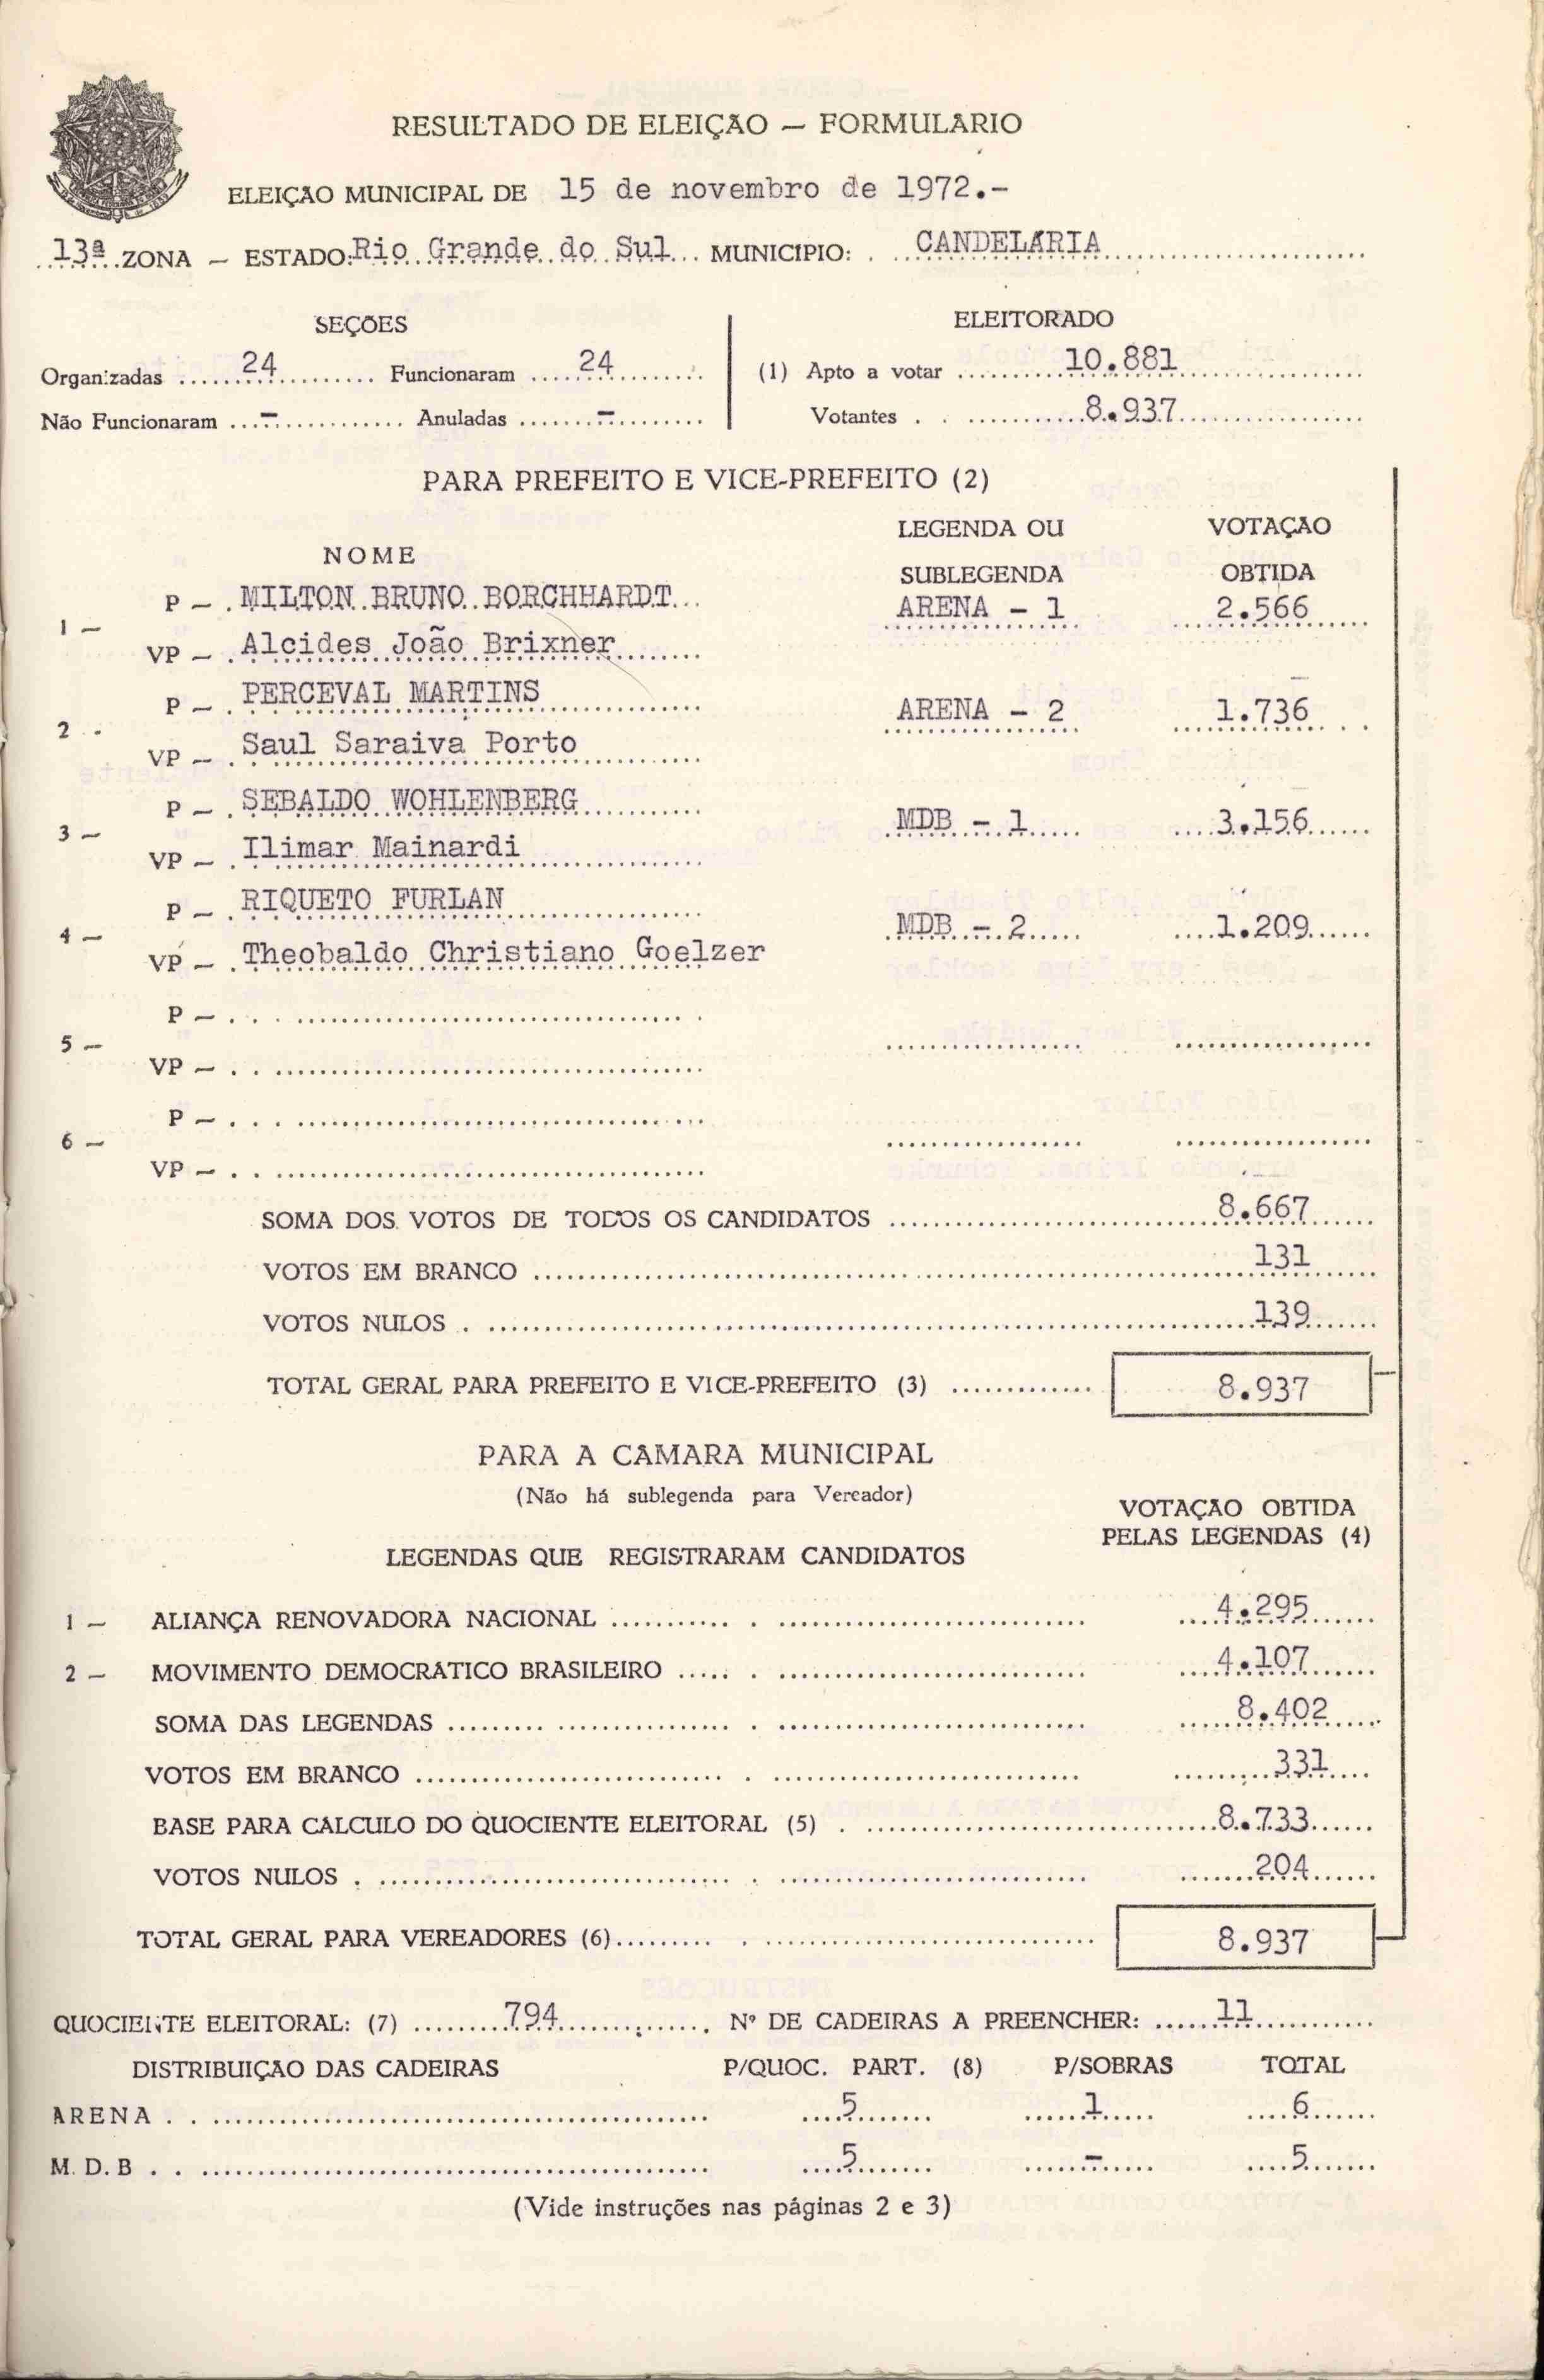 RESULTADO DE ELEIÇÃO — FORMULARIO
ELEIÇÃO MUNICIPAL DE 15 de novembro de 1972.-
13ª ZONA — ESTADO: Rio Grande do Sul MUNICIPIO: CANDELARIA
SEÇÕES
ELEITORADO
Organizadas 24 Funcionaram 24 (1) Apto a votar 10.881
Não Funcionaram - Anuladas - Votantes 8.937
PARA PREFEITO E VICE-PREFEITO (2)
NOME LEGENDA OU SUBLEGENDA VOTAÇÃO OBTIDA
1 — P — MILTON BRUNO BORCHHARDT ARENA - 1 2.566
VP — Alcides João Brixner
2 - P — PERCEVAL MARTINS ARENA - 2 1.736
VP — Saul Saraiva Porto
3 — P — SEBALDO WOHLENBERG MDB - 1 3.156
VP — Ilimar Mainardi
4 — P — RIQUETO FURLAN MDB - 2 1.209
VP — Theobaldo Christiano Goelzer
5 — P —
VP —
6 — P —
VP —
SOMA DOS VOTOS DE TODOS OS CANDIDATOS 8.667
VOTOS EM BRANCO 131
VOTOS NULOS 139
TOTAL GERAL PARA PREFEITO E VICE-PREFEITO (3) 8.937
PARA A CAMARA MUNICIPAL
(Não há sublegenda para Vereador)
LEGENDAS QUE REGISTRARAM CANDIDATOS VOTAÇÃO OBTIDA PELAS LEGENDAS (4)
1 — ALIANÇA RENOVADORA NACIONAL 4.295
2 — MOVIMENTO DEMOCRATICO BRASILEIRO 4.107
SOMA DAS LEGENDAS 8.402
VOTOS EM BRANCO 331
BASE PARA CALCULO DO QUOCIENTE ELEITORAL (5) 8.733
VOTOS NULOS 204
TOTAL GERAL PARA VEREADORES (6) 8.937
QUOCIENTE ELEITORAL: (7) 794 Nº DE CADEIRAS A PREENCHER: 11
DISTRIBUIÇÃO DAS CADEIRAS P/QUOC. PART. (8) P/SOBRAS TOTAL
ARENA 5 1 6
M. D. B 5 - 5
(Vide instruções nas páginas 2 e 3)